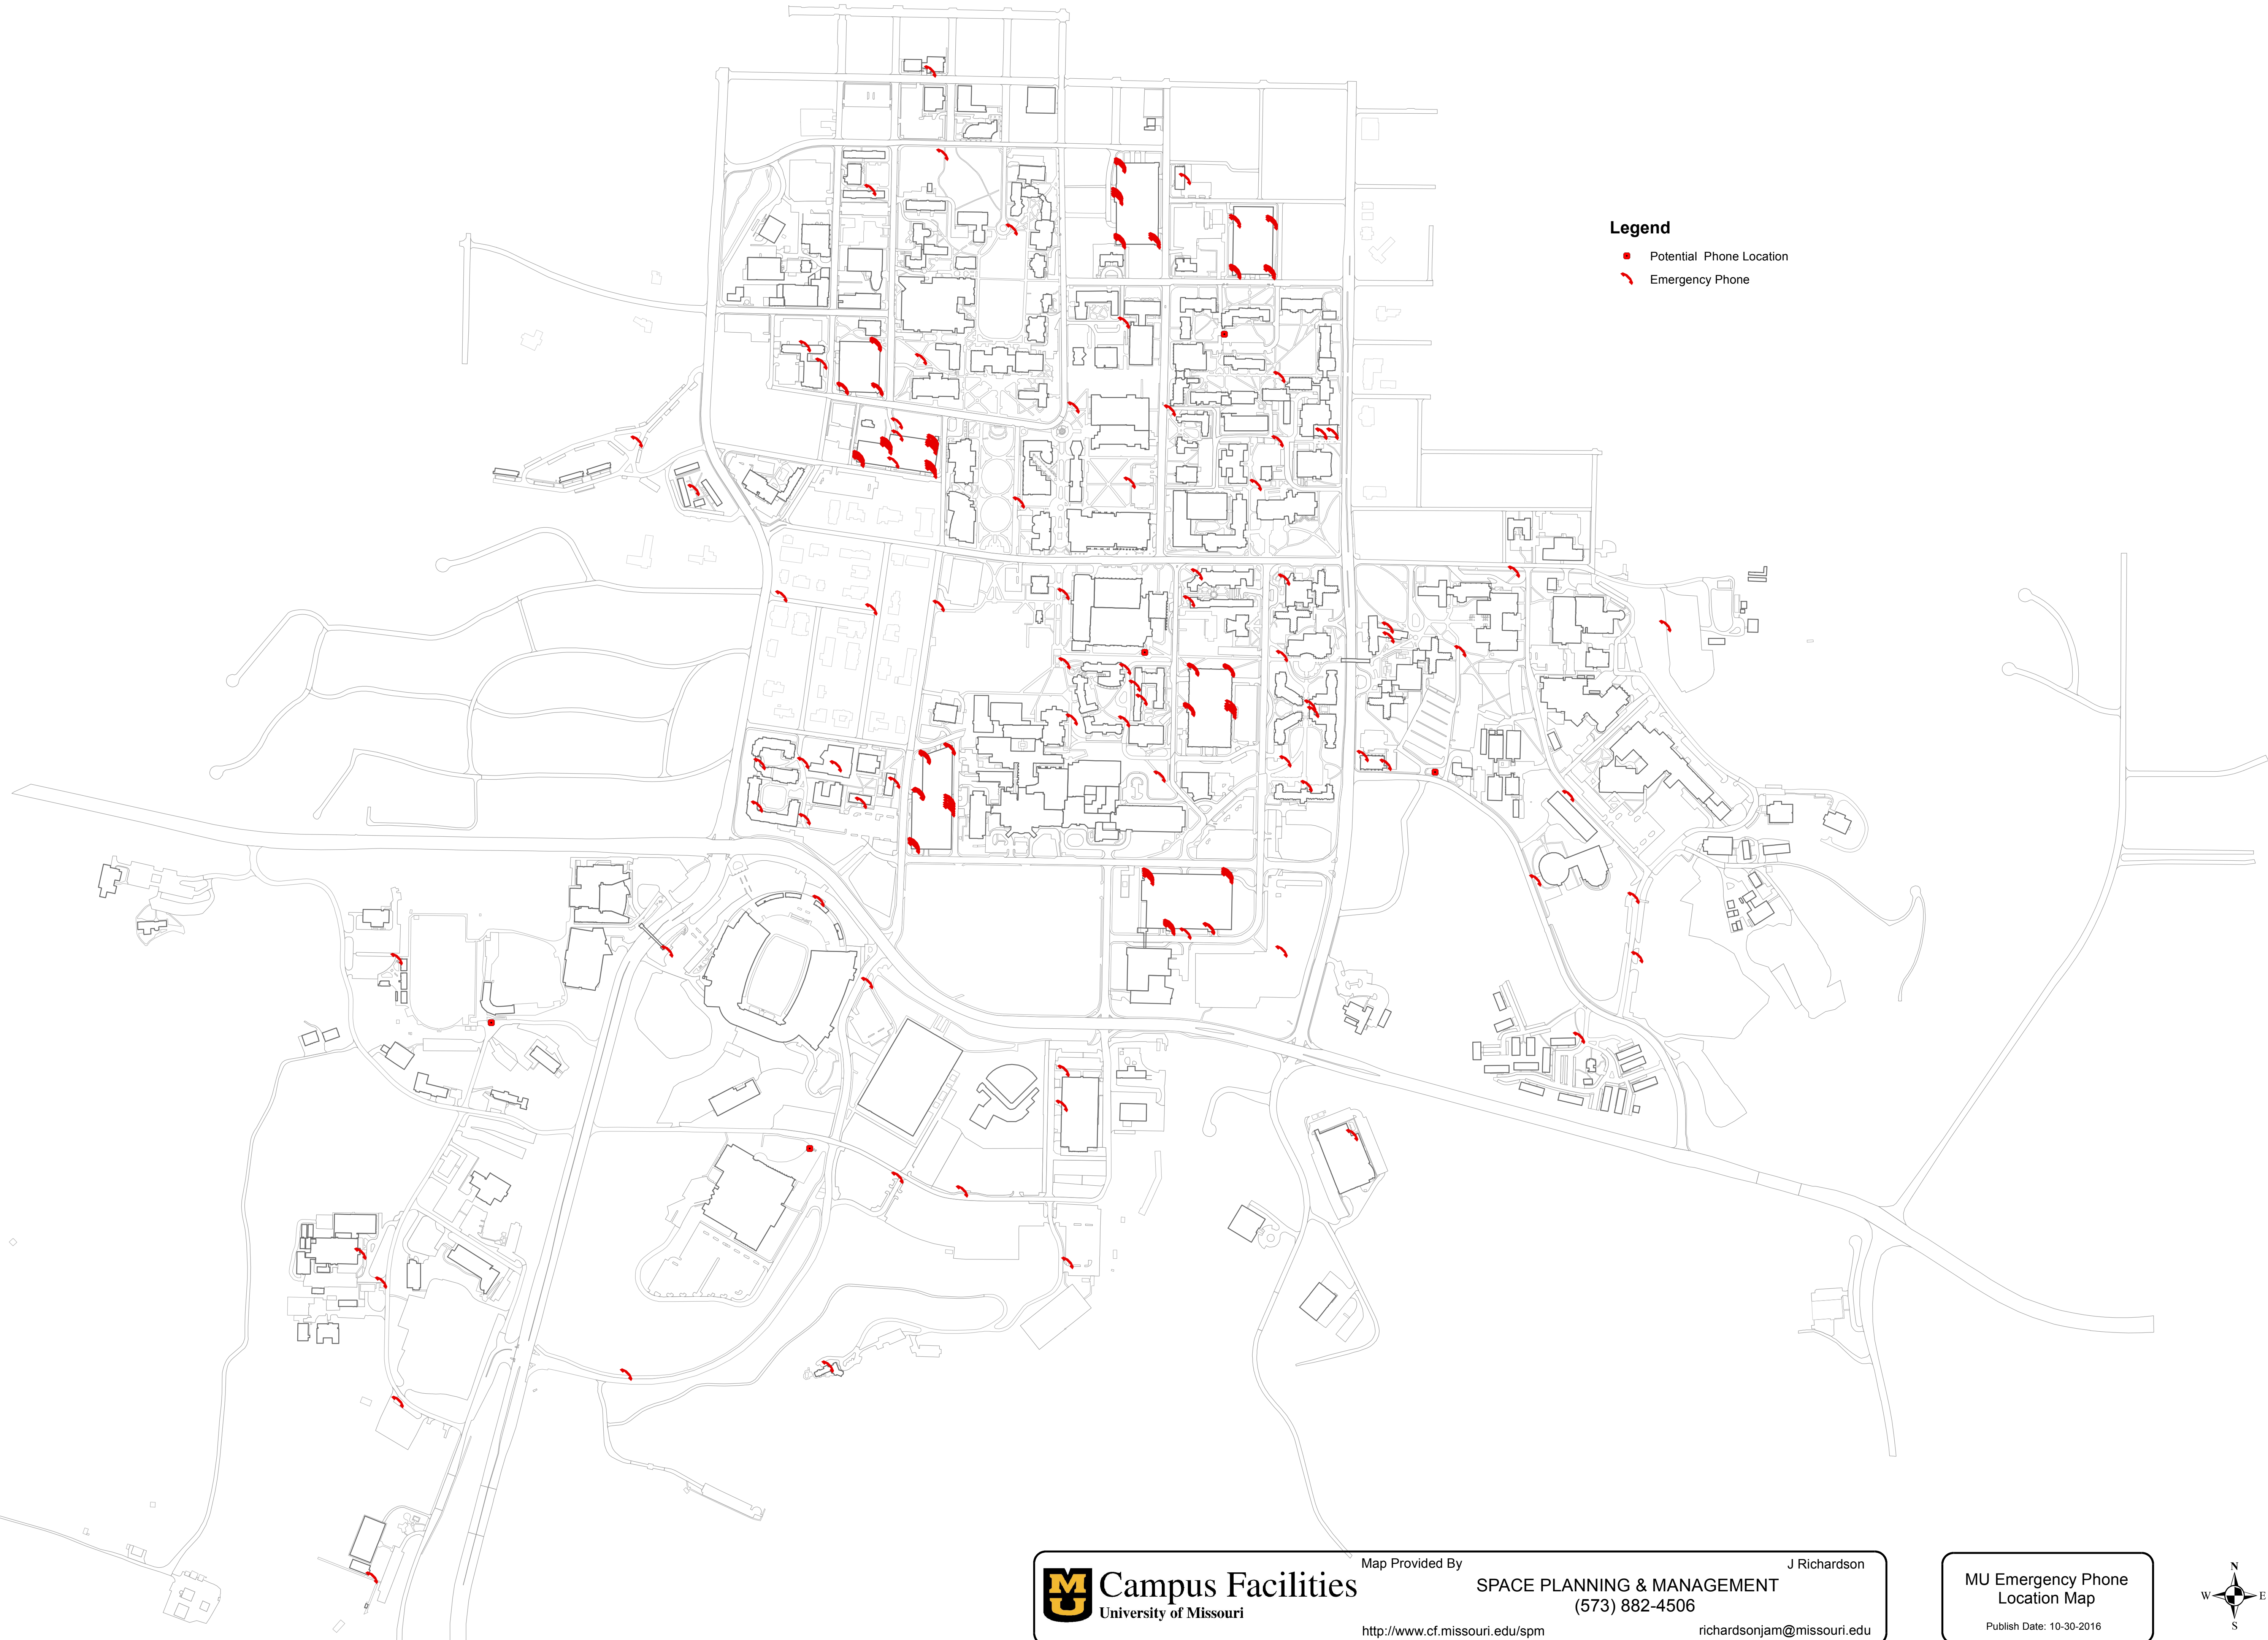 Legend
Potential Phone Location
Emergency Phone
MU
Campus Facilities
University of Missouri
Map Provided By
J Richardson
SPACE PLANNING & MANAGEMENT
(573) 882-4506
http://www.cf.missouri.edu/spm
richardsonjam@missouri.edu
MU Emergency Phone
Location Map
Publish Date: 10-30-2016
N
W E
S